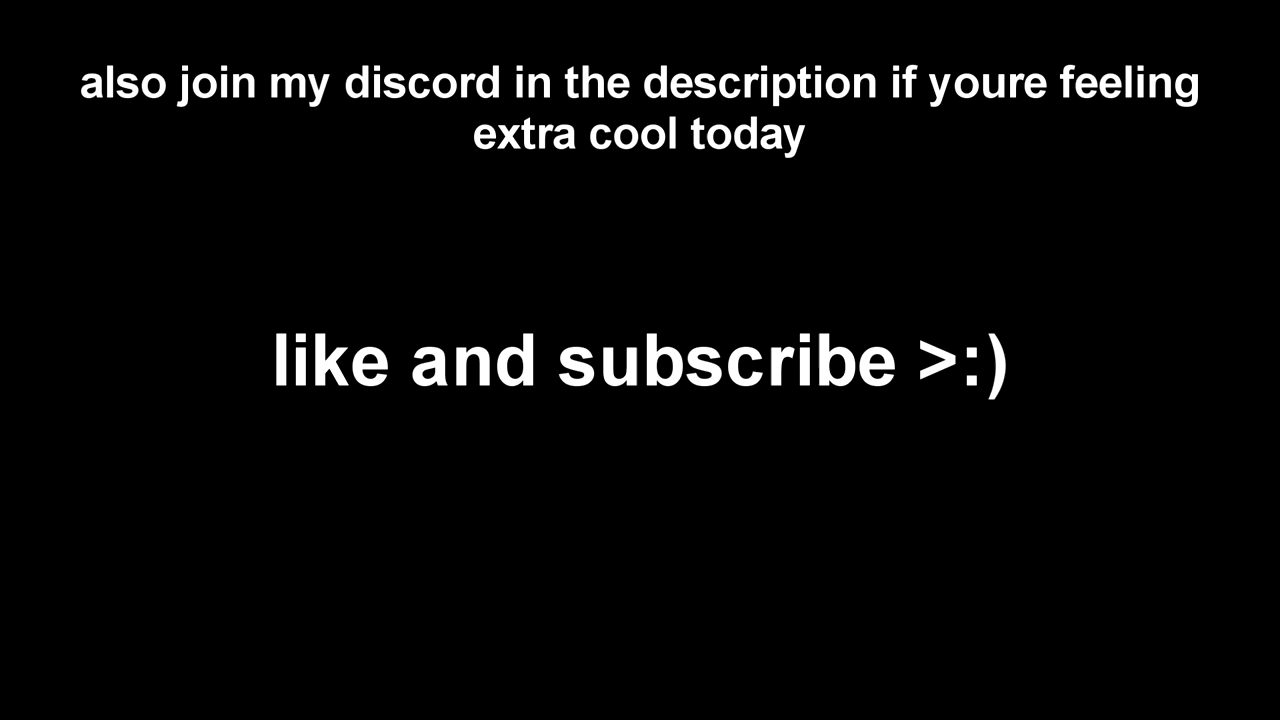 also join my discord in the description if youre feeling
extra cool today
like and subscribe >:)